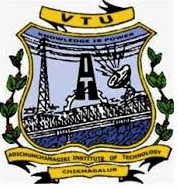 VTU
KNOWLEDGE IS POWER
ADICHUNCHANAGIRI INSTITUTE OF TECHNOLOGY
CHIKMAGALUR